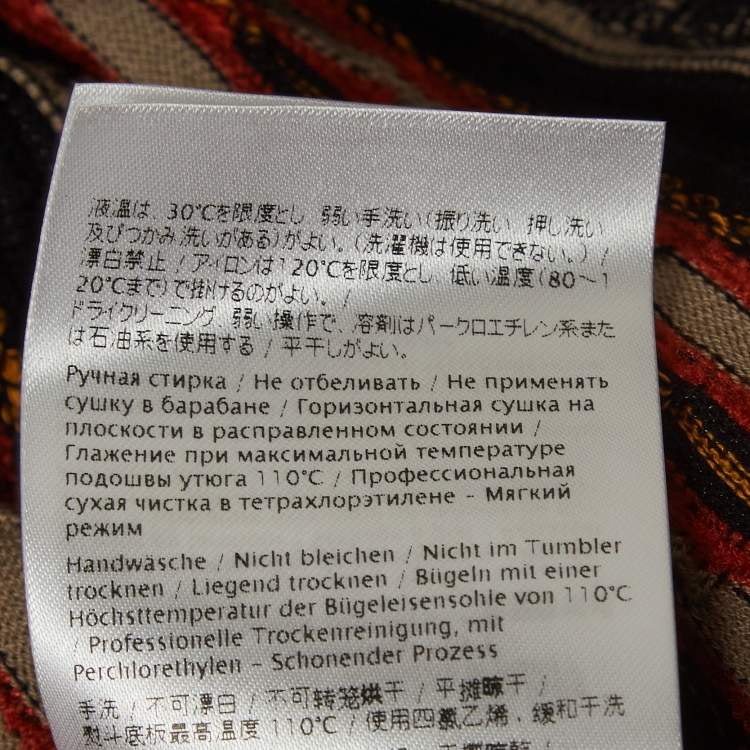 液温は、30℃を限度とし、弱い手洗い(振り洗い 押し洗い
及びつかみ洗いがある)がよい。(洗濯機は使用できない。) /
漂白禁止 / アイロンは120℃を限度とし、低い温度(80～1
20℃まで)で掛けるのがよい。 /
ドライクリーニング、弱い操作で、溶剤はパークロエチレン系また
は石油系を使用する / 平干しがよい。
Ручная стирка / Не отбеливать / Не применять
сушку в барабане / Горизонтальная сушка на
плоскости в расправленном состоянии /
Глажение при максимальной температуре
подошвы утюга 110°C / Профессиональная
сухая чистка в тетрахлорэтилене – Мягкий
режим
Handwäsche / Nicht bleichen / Nicht im Tumbler
trocknen / Liegend trocknen / Bügeln mit einer
Höchsttemperatur der Bügeleisensohle von 110°C
/ Professionelle Trockenreinigung, mit
Perchlorethylen – Schonender Prozess
手洗 / 不可漂白 / 不可转笼烘干 / 平摊晾干 /
熨斗底板最高温度110℃ / 使用四氯乙烯，缓和干洗